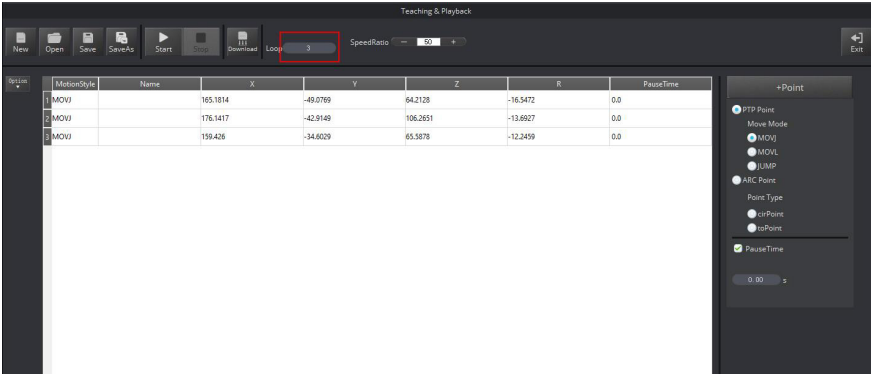 Teaching & Playback
New Open Save SaveAs Start Stop Download Loop 3 SpeedRatio — 50 + Exit
Option
MotionStyle Name X Y Z R PauseTime
1 MOVJ 165.1814 -49.0769 64.2128 -16.5472 0.0
2 MOVJ 176.1417 -42.9149 106.2651 -13.6927 0.0
3 MOVJ 159.426 -34.6029 65.5878 -12.2459 0.0
+Point
PTP Point
Move Mode
MOVJ
MOVL
JUMP
ARC Point
Point Type
cirPoint
toPoint
PauseTime
0.00 s